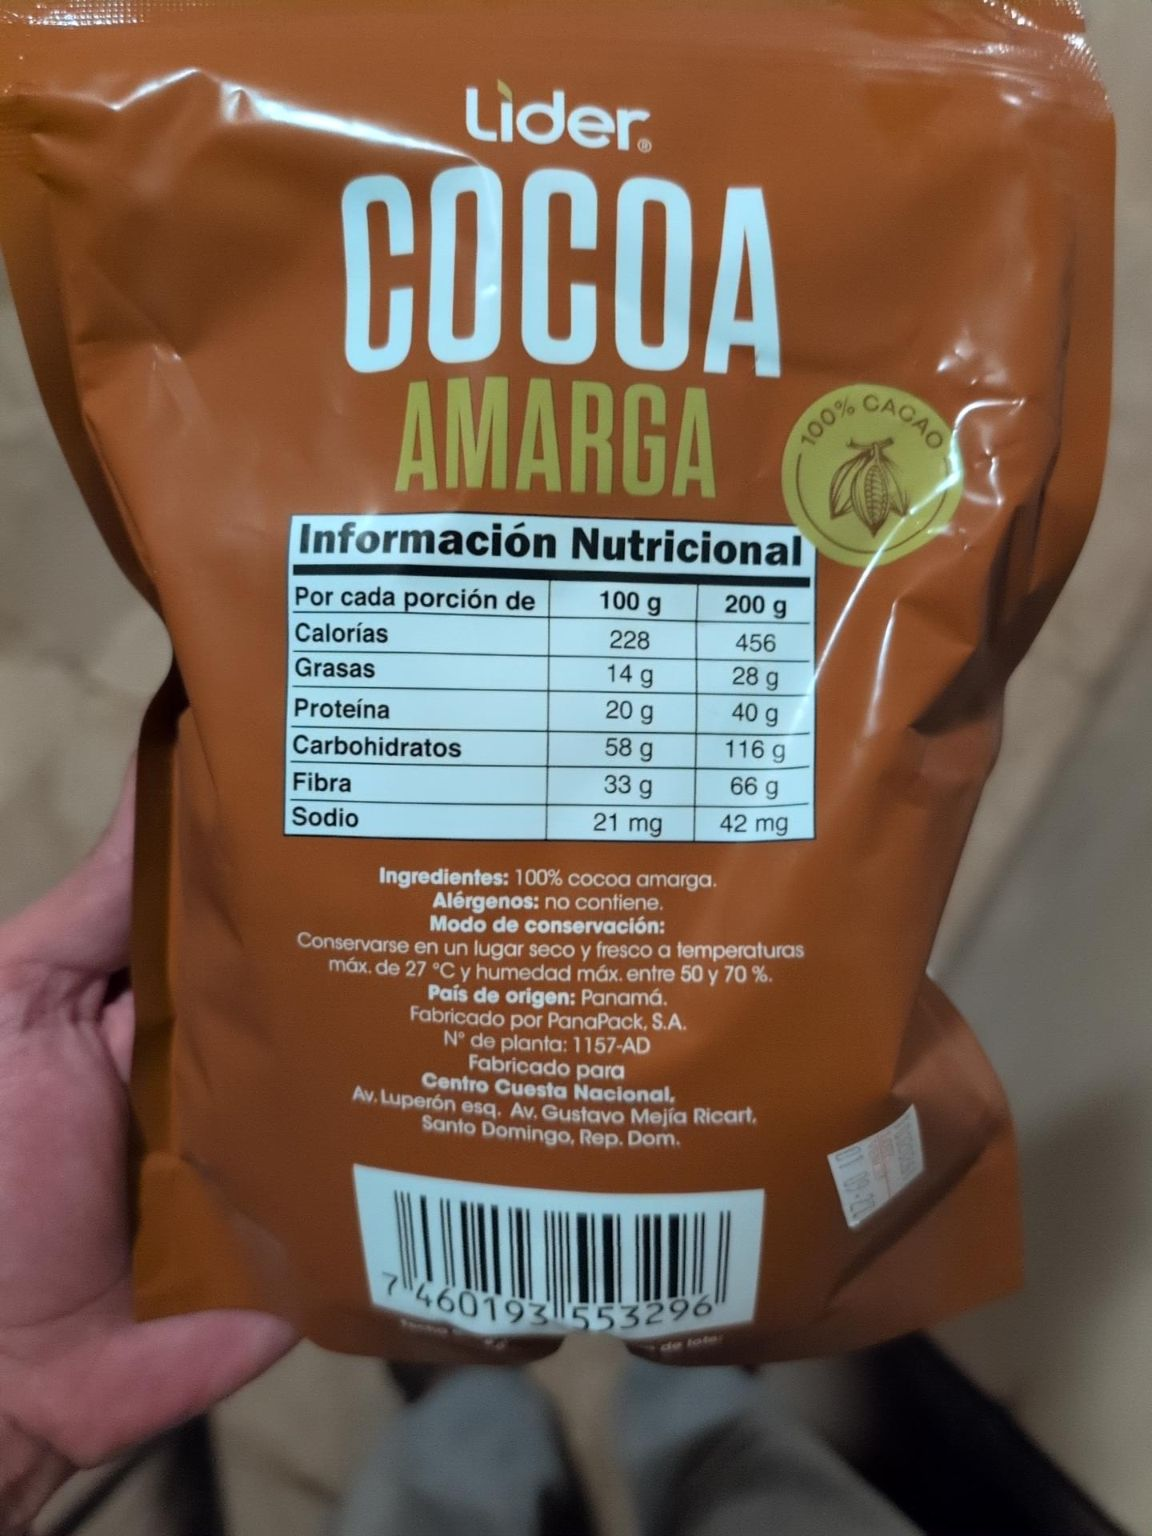 Lìder®
COCOA
AMARGA
100% CACAO
Información Nutricional
Por cada porción de 100 g 200 g
Calorías 228 456
Grasas 14 g 28 g
Proteína 20 g 40 g
Carbohidratos 58 g 116 g
Fibra 33 g 66 g
Sodio 21 mg 42 mg
Ingredientes: 100% cocoa amarga.
Alérgenos: no contiene.
Modo de conservación:
Conservarse en un lugar seco y fresco a temperaturas
máx. de 27 °C y humedad máx. entre 50 y 70 %.
País de origen: Panamá.
Fabricado por PanaPack, S.A.
N° de planta: 1157-AD
Fabricado para
Centro Cuesta Nacional,
Av. Luperón esq. Av. Gustavo Mejía Ricart,
Santo Domingo, Rep. Dom.
7 460193 553296
de lote: